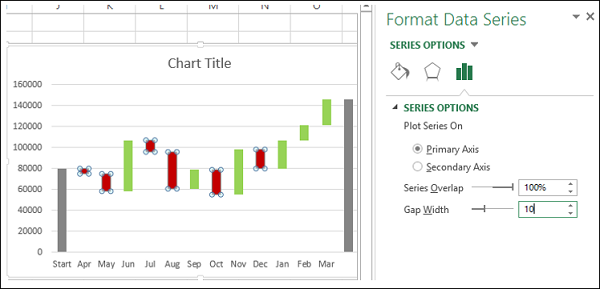 J K L M N O
Format Data Series
SERIES OPTIONS
SERIES OPTIONS
Plot Series On
Primary Axis
Secondary Axis
Series Overlap 100%
Gap Width 10
Chart Title
160000
140000
120000
100000
80000
60000
40000
20000
0
Start Apr May Jun Jul Aug Sep Oct Nov Dec Jan Feb Mar